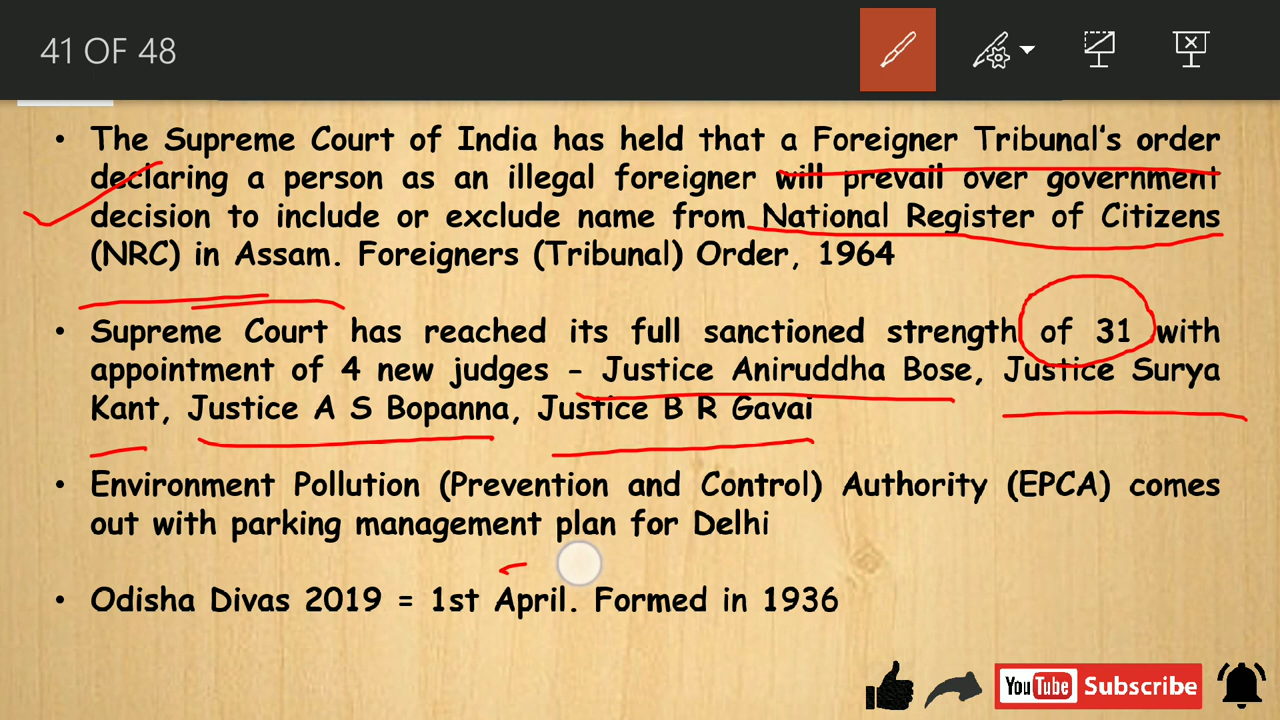 41 OF 48
• The Supreme Court of India has held that a Foreigner Tribunal's order
declaring a person as an illegal foreigner will prevail over government
decision to include or exclude name from National Register of Citizens
(NRC) in Assam. Foreigners (Tribunal) Order, 1964
• Supreme Court has reached its full sanctioned strength of 31 with
appointment of 4 new judges – Justice Aniruddha Bose, Justice Surya
Kant, Justice A S Bopanna, Justice B R Gavai
• Environment Pollution (Prevention and Control) Authority (EPCA) comes
out with parking management plan for Delhi
• Odisha Divas 2019 = 1st April. Formed in 1936
YouTube Subscribe